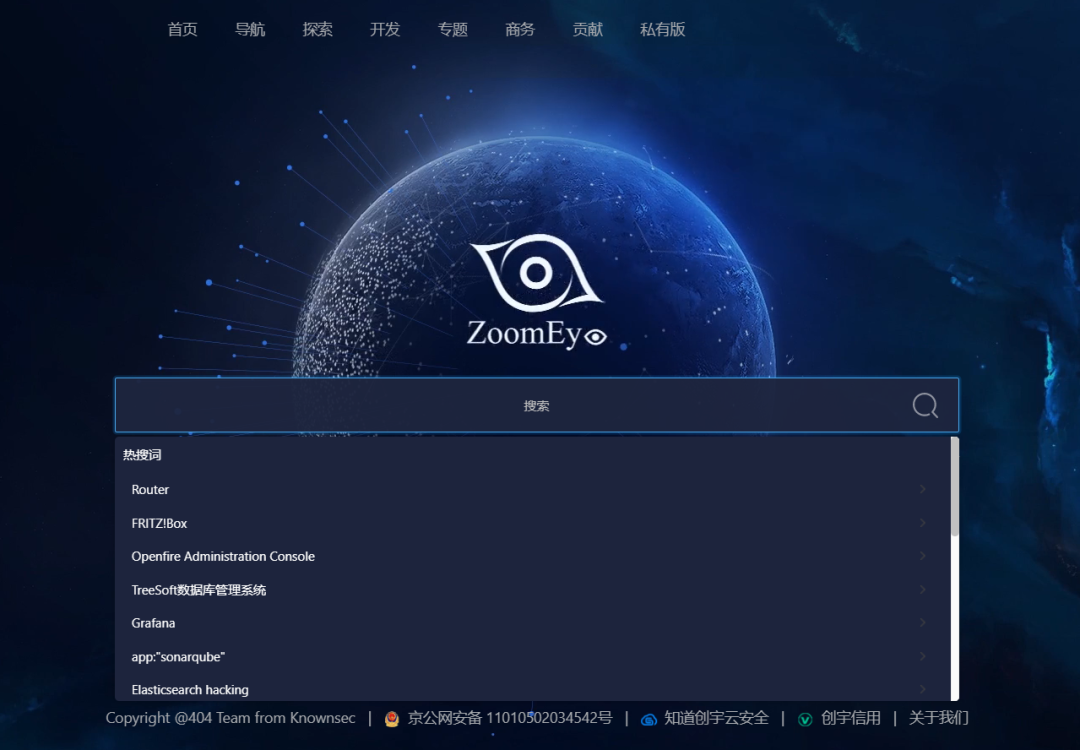 首页 导航 探索 开发 专题 商务 贡献 私有版
ZoomEye
搜索
热搜词
Router
FRITZ!Box
Openfire Administration Console
TreeSoft数据库管理系统
Grafana
app:"sonarqube"
Elasticsearch hacking
Copyright @404 Team from Knownsec | 京公网安备 11010502034542号 | 知道创宇云安全 | 创宇信用 | 关于我们